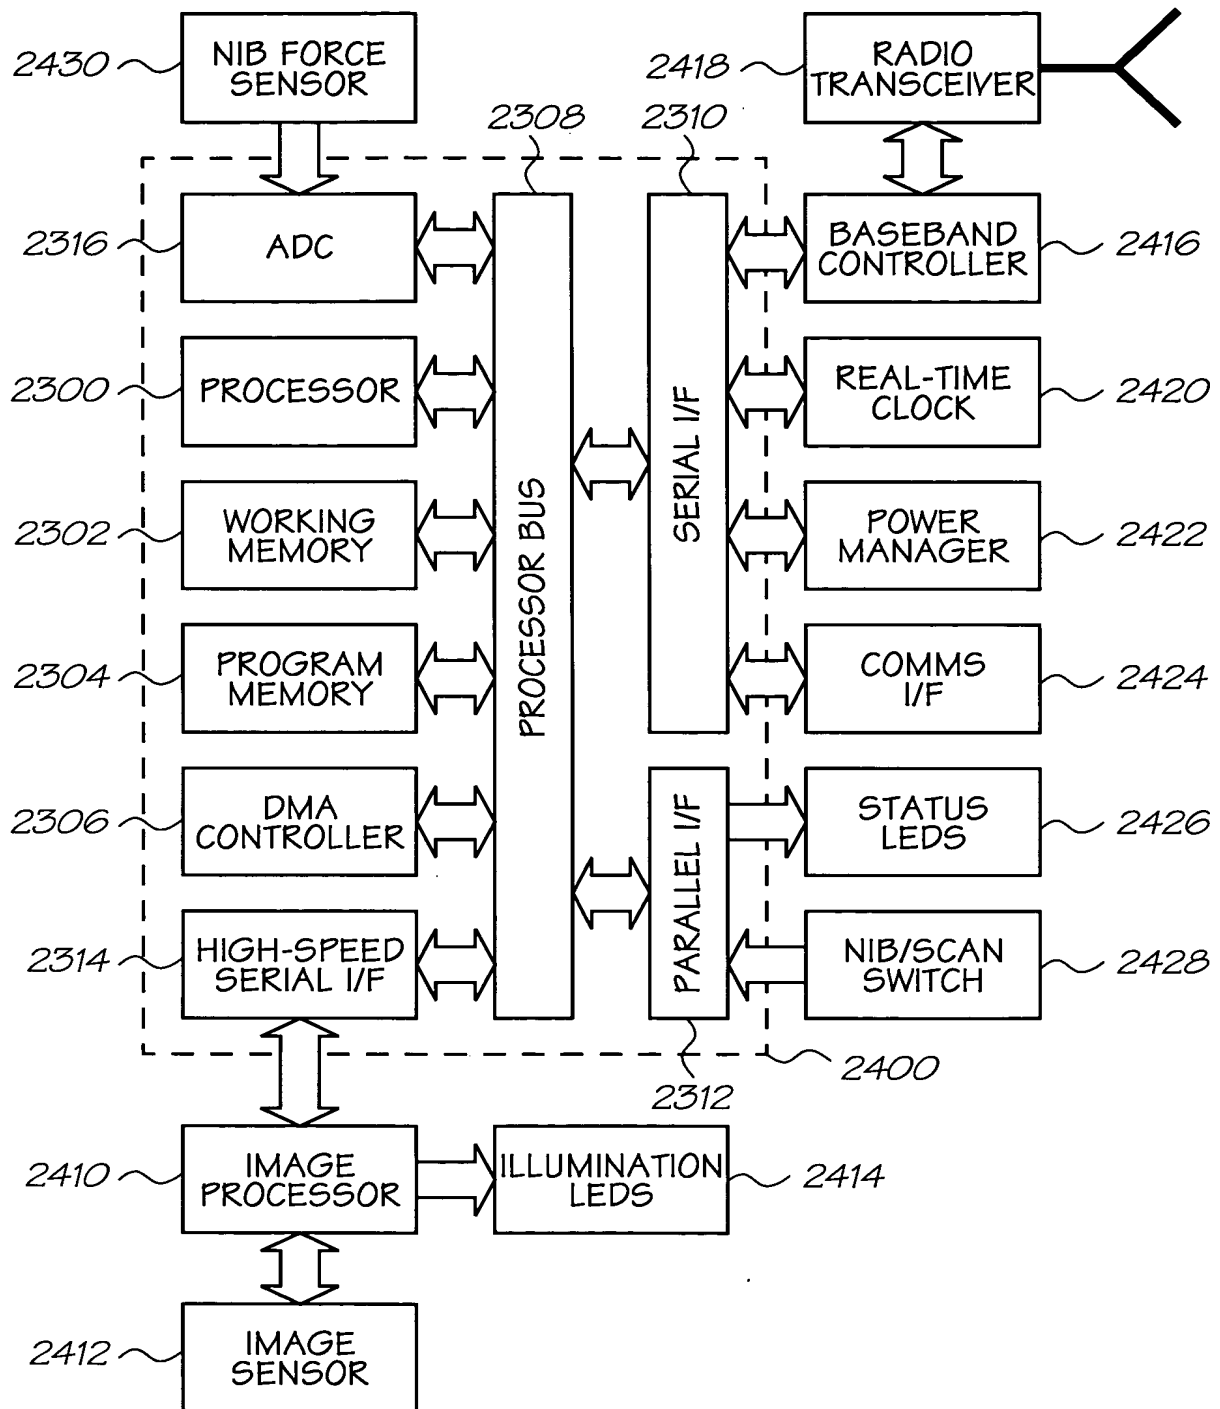 2430
NIB FORCE
SENSOR
2418
RADIO
TRANSCEIVER
2308
2310
2316
ADC
BASEBAND
CONTROLLER
2416
2300
PROCESSOR
REAL-TIME
CLOCK
2420
2302
WORKING
MEMORY
PROCESSOR BUS
SERIAL I/F
POWER
MANAGER
2422
2304
PROGRAM
MEMORY
COMMS
I/F
2424
2306
DMA
CONTROLLER
PARALLEL I/F
STATUS
LEDS
2426
2314
HIGH-SPEED
SERIAL I/F
NIB/SCAN
SWITCH
2428
2400
2312
2410
IMAGE
PROCESSOR
ILLUMINATION
LEDS
2414
2412
IMAGE
SENSOR